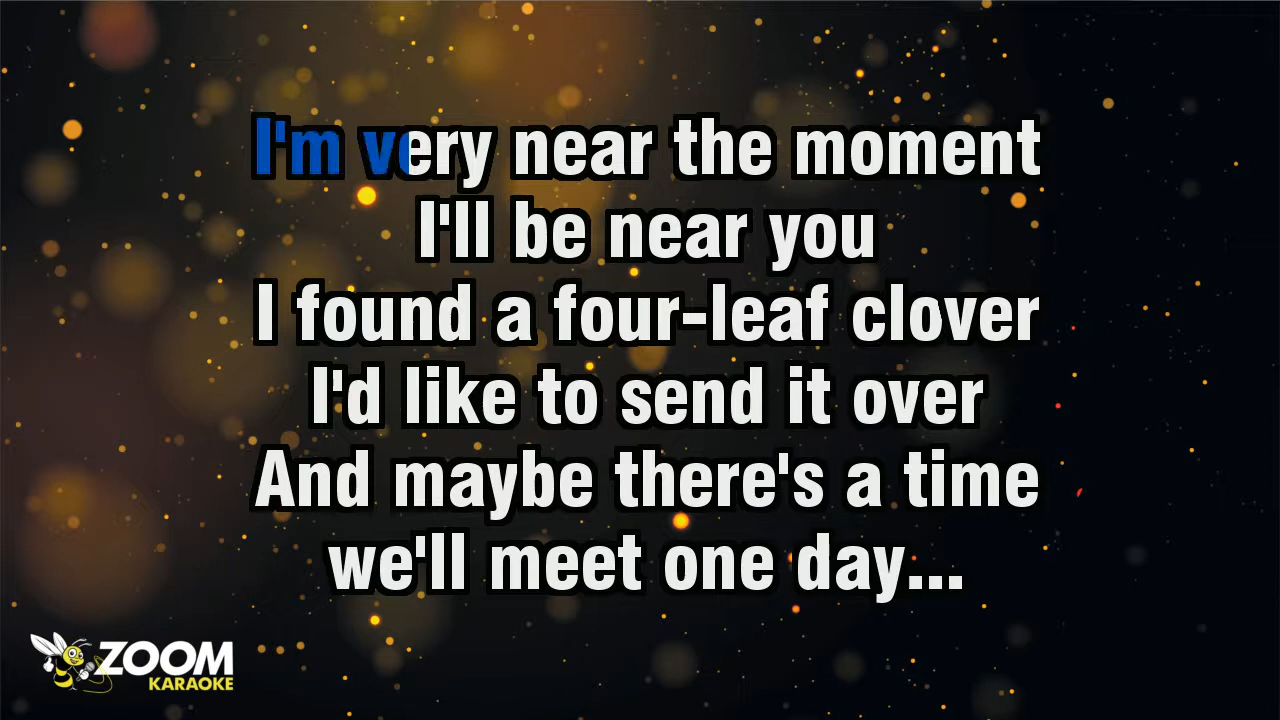 I'm very near the moment
I'll be near you
I found a four-leaf clover
I'd like to send it over
And maybe there's a time
we'll meet one day...
ZOOM
KARAOKE